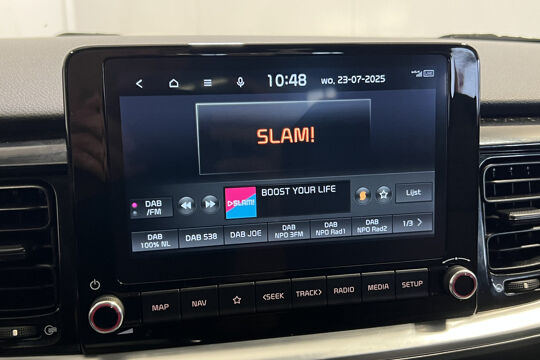 10:48 wo, 23-07-2025
SLAM!
DAB
/FM
SLAM!
BOOST YOUR LIFE
Lijst
DAB
100% NL
DAB 538
DAB JOE
DAB
NPO 3FM
DAB
NPO Rad1
DAB
NPO Rad2
1/3
MAP NAV <SEEK TRACK> RADIO MEDIA SETUP